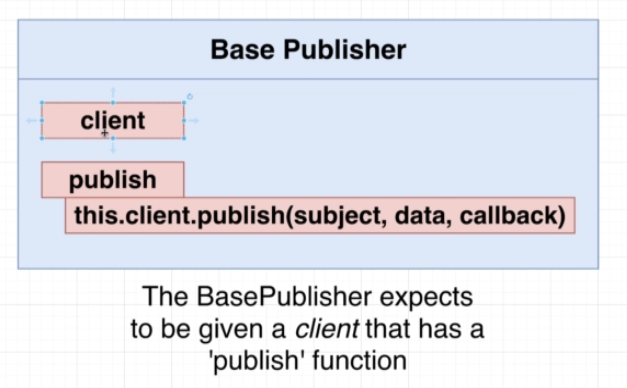 Base Publisher
client
publish
this.client.publish(subject, data, callback)
The BasePublisher expects
to be given a client that has a
'publish' function